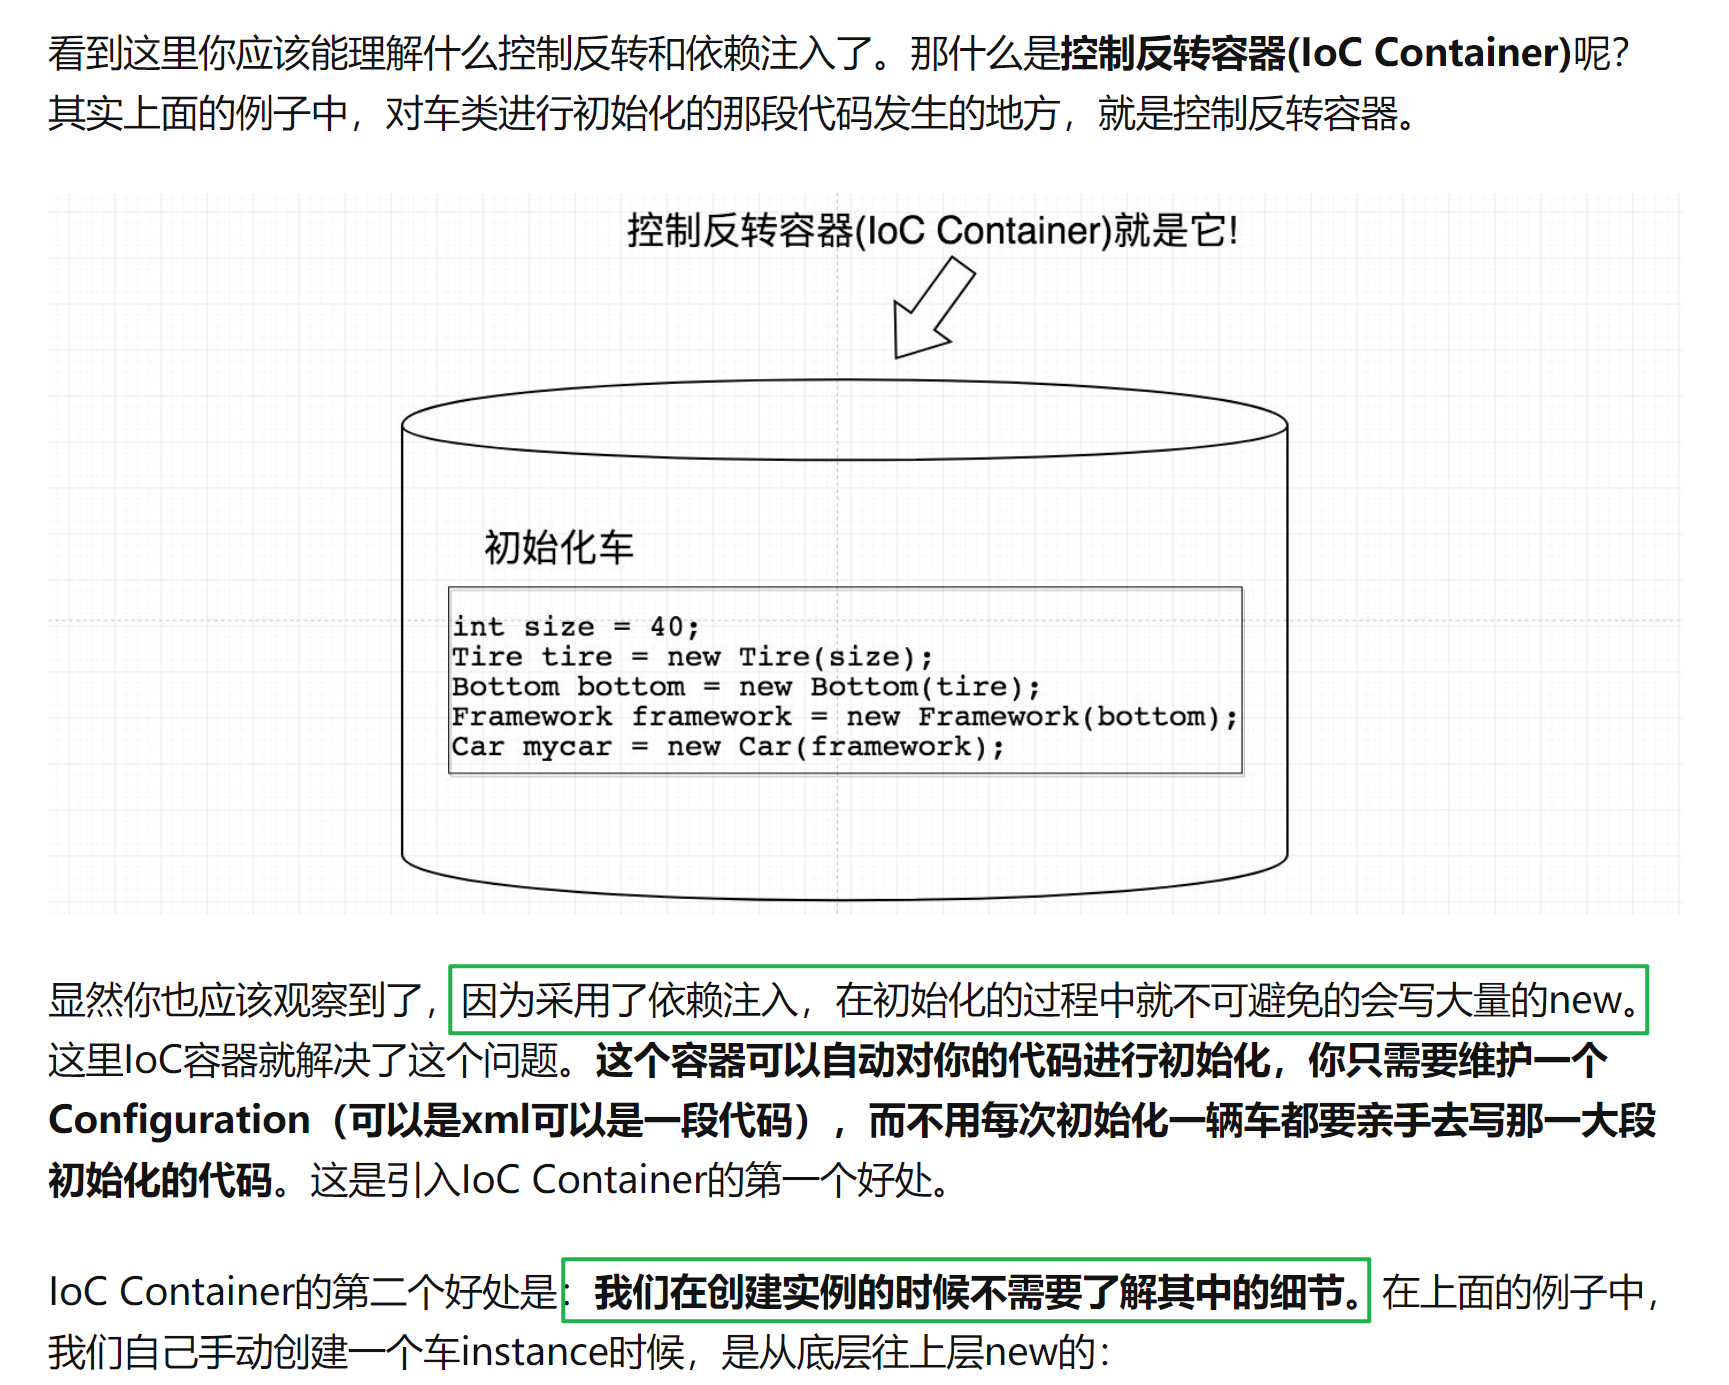 看到这里你应该能理解什么控制反转和依赖注入了。那什么是控制反转容器(IoC Container)呢?
其实上面的例子中，对车类进行初始化的那段代码发生的地方，就是控制反转容器。
控制反转容器(IoC Container)就是它!
初始化车
int size = 40;
Tire tire = new Tire(size);
Bottom bottom = new Bottom(tire);
Framework framework = new Framework(bottom);
Car mycar = new Car(framework);
显然你也应该观察到了，因为采用了依赖注入，在初始化的过程中就不可避免的会写大量的new。
这里IoC容器就解决了这个问题。这个容器可以自动对你的代码进行初始化，你只需要维护一个
Configuration（可以是xml可以是一段代码），而不用每次初始化一辆车都要亲手去写那一大段
初始化的代码。这是引入IoC Container的第一个好处。
IoC Container的第二个好处是：我们在创建实例的时候不需要了解其中的细节。在上面的例子中，
我们自己手动创建一个车instance时候，是从底层往上层new的：